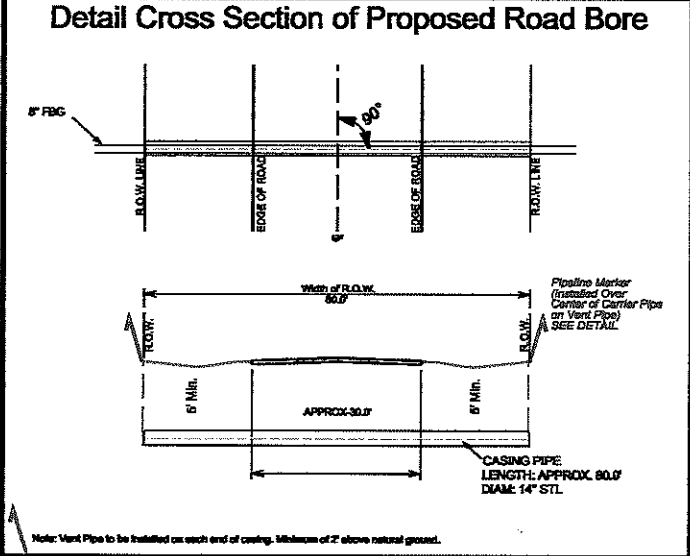 Detail Cross Section of Proposed Road Bore
8" FBG
90°
R.O.W. LINE
EDGE OF ROAD
EDGE OF ROAD
R.O.W. LINE
Width of R.O.W.
80.0'
Pipeline Marker
(Installed Over
Center of Carrier Pipe
on Vent Pipe)
SEE DETAIL
R.O.W.
R.O.W.
5' Min.
APPROX-30.0'
5' Min.
CASING PIPE
LENGTH: APPROX. 80.0'
DIAM: 14" STL
Note: Vent Pipe to be installed on each end of casing. Minimum of 2' above natural ground.